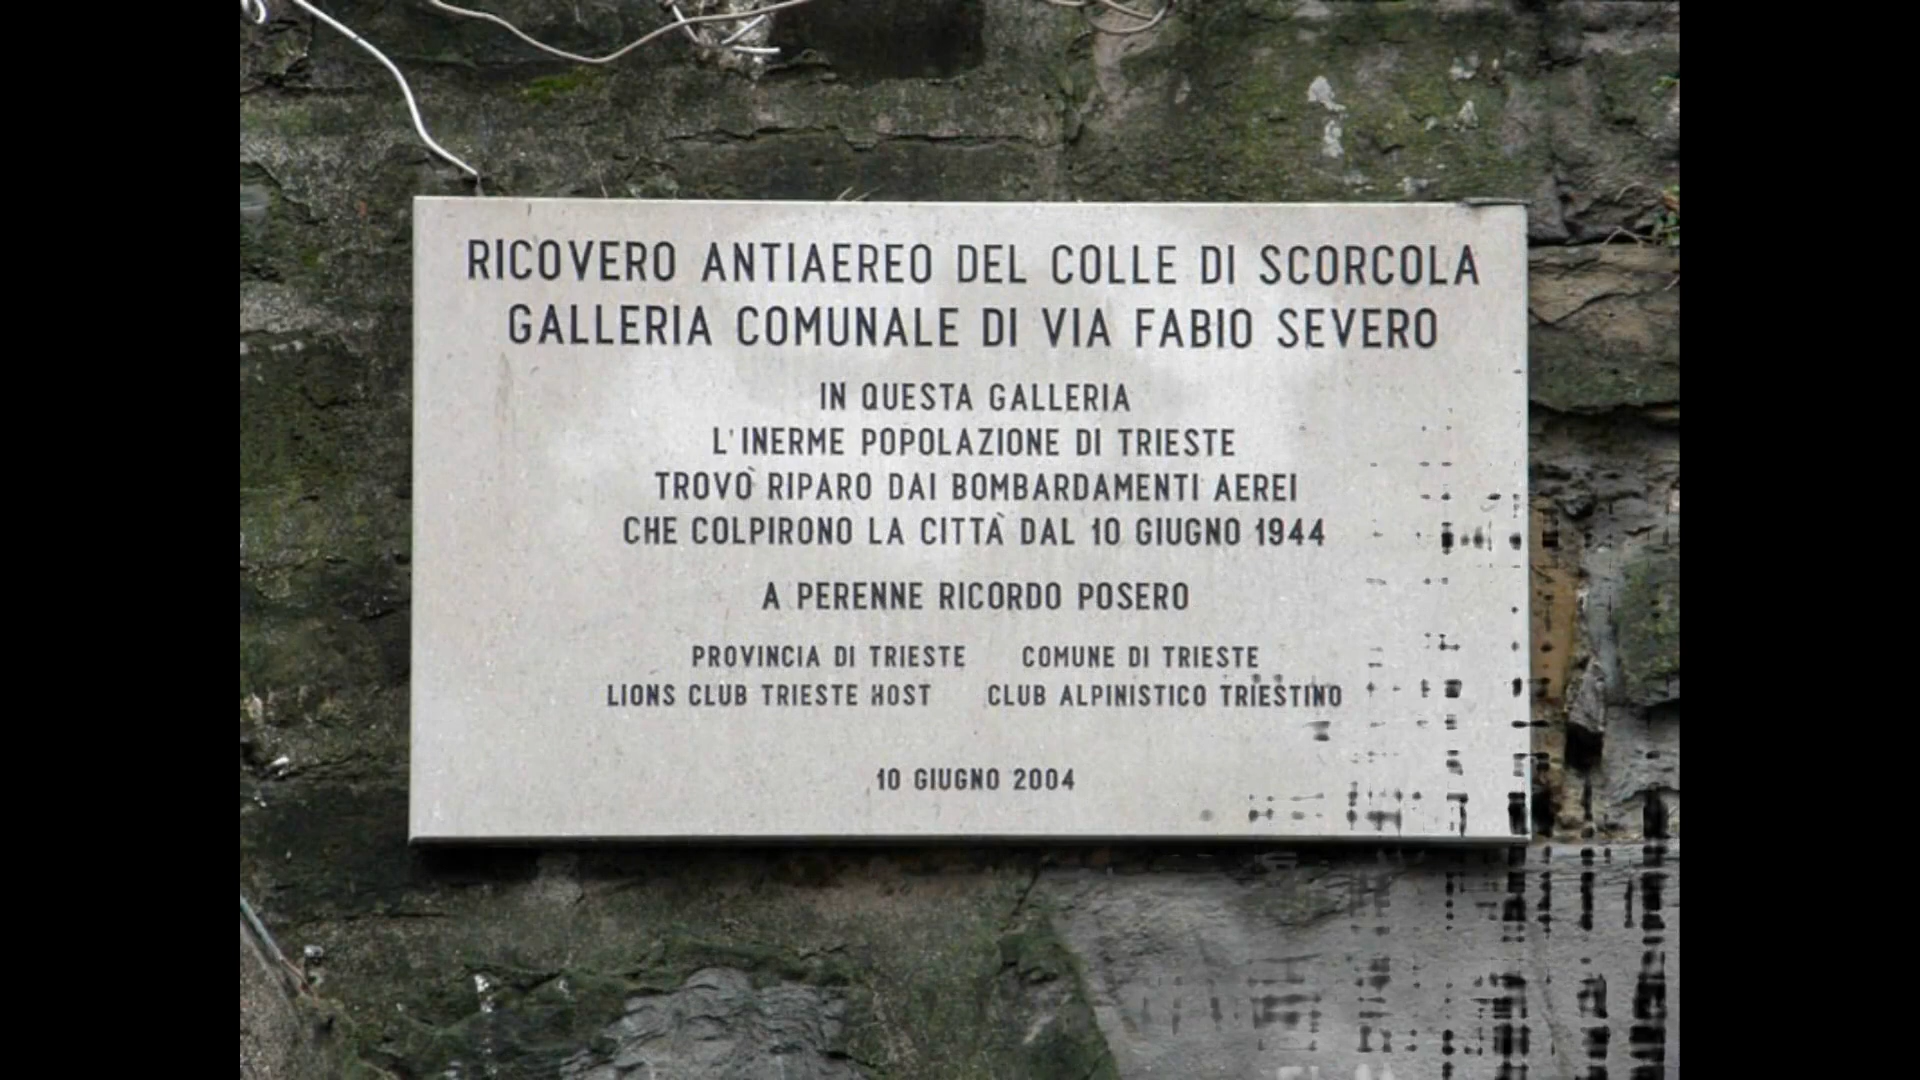 RICOVERO ANTIAEREO DEL COLLE DI SCORCOLA
GALLERIA COMUNALE DI VIA FABIO SEVERO
IN QUESTA GALLERIA
L'INERME POPOLAZIONE DI TRIESTE
TROVÒ RIPARO DAI BOMBARDAMENTI AEREI
CHE COLPIRONO LA CITTÀ DAL 10 GIUGNO 1944
A PERENNE RICORDO POSERO
PROVINCIA DI TRIESTE COMUNE DI TRIESTE
LIONS CLUB TRIESTE HOST CLUB ALPINISTICO TRIESTINO
10 GIUGNO 2004